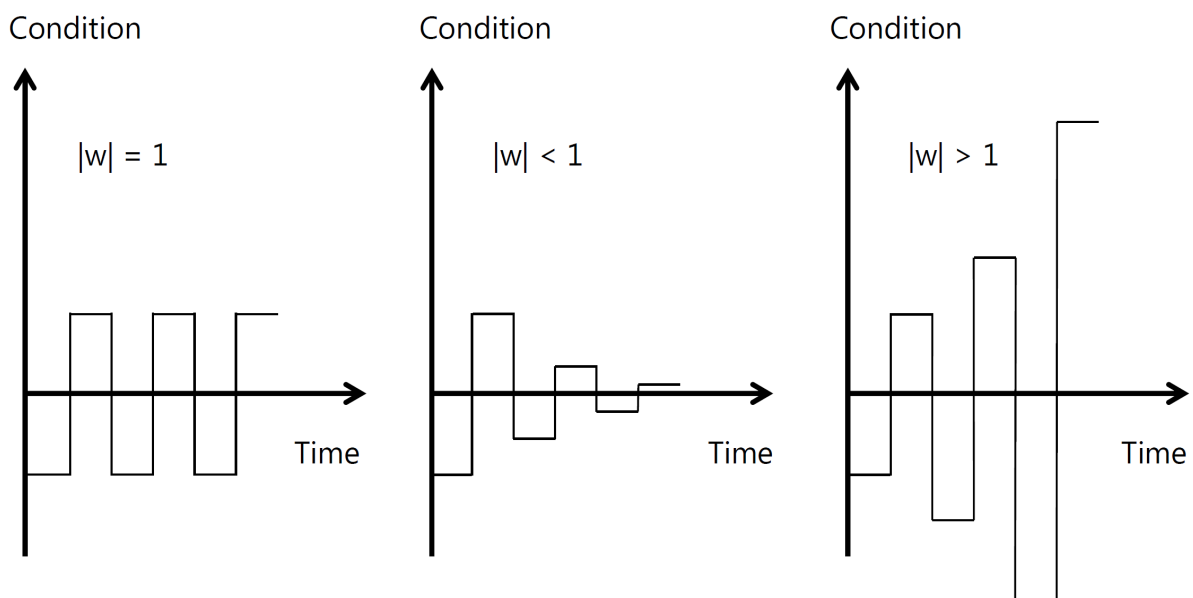 Condition
|w| = 1
Time
Condition
|w| < 1
Time
Condition
|w| > 1
Time